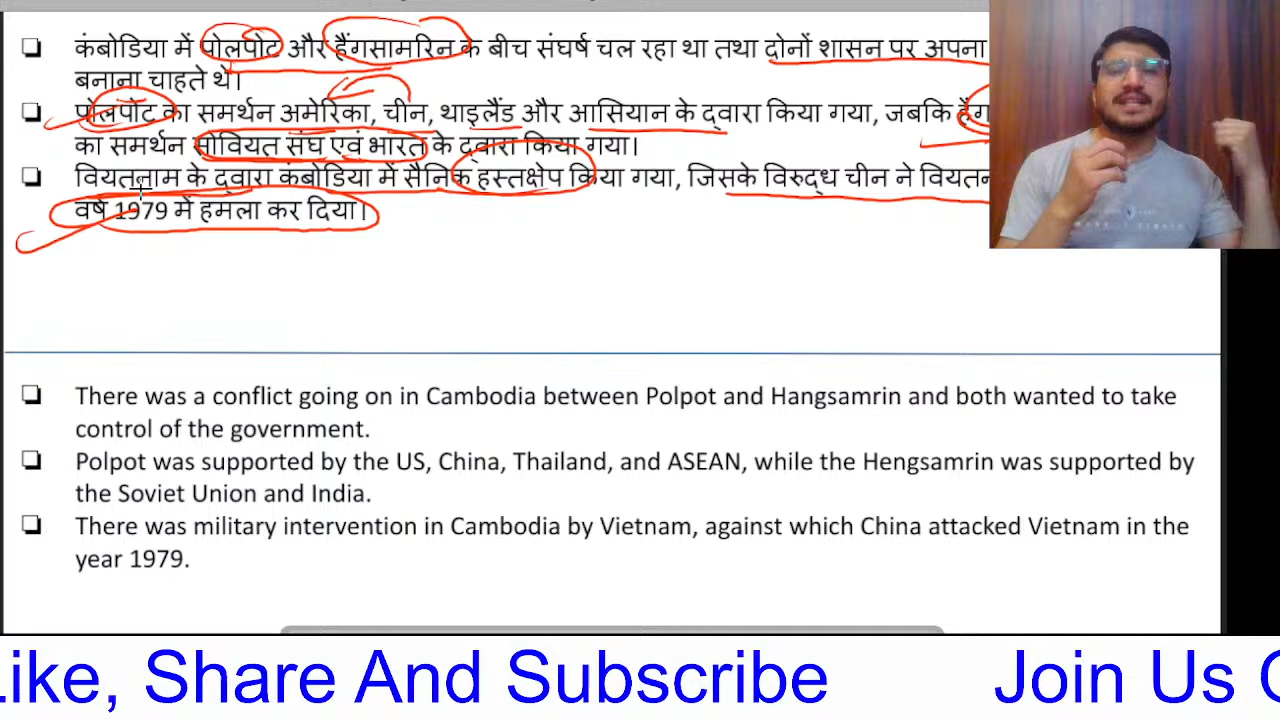 कंबोडिया में पोलपोट और हैंगसामरिन के बीच संघर्ष चल रहा था तथा दोनों शासन पर अपना
बनाना चाहते थे।
पोलपोट का समर्थन अमेरिका, चीन, थाइलैंड और आसियान के द्वारा किया गया, जबकि
का समर्थन सोवियत संघ एवं भारत के द्वारा किया गया।
वियतनाम के द्वारा कंबोडिया में सैनिक हस्तक्षेप किया गया, जिसके विरुद्ध चीन ने
वर्ष 1979 में हमला कर दिया।
There was a conflict going on in Cambodia between Polpot and Hangsamrin and both wanted to take
control of the government.
Polpot was supported by the US, China, Thailand, and ASEAN, while the Hengsamrin was supported by
the Soviet Union and India.
There was military intervention in Cambodia by Vietnam, against which China attacked Vietnam in the
year 1979.
Like, Share And Subscribe Join Us